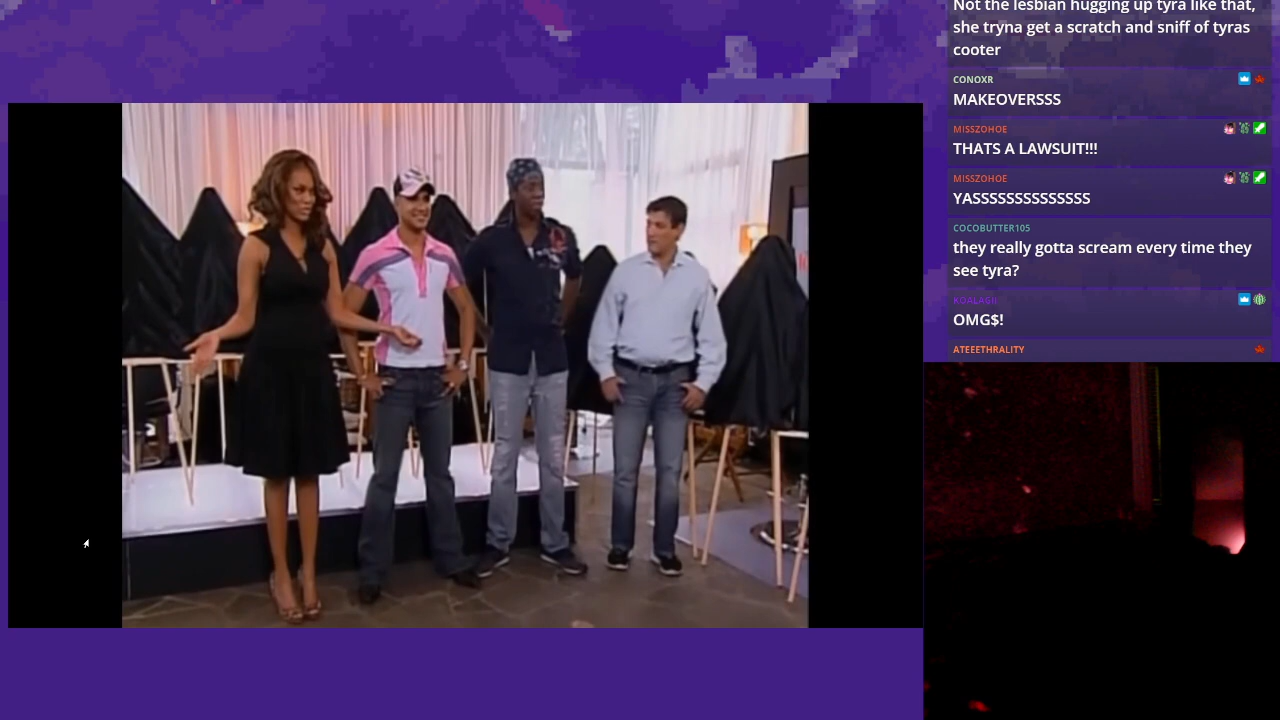 Not the lesbian hugging up tyra like that,
she tryna get a scratch and sniff of tyras
cooter
CONOXR
MAKEOVERSSS
MISSZOHOE
THATS A LAWSUIT!!!
MISSZOHOE
YASSSSSSSSSSSSSS
COCOBUTTER105
they really gotta scream every time they
see tyra?
KOALAGII
OMG$!
ATEEETHRALITY